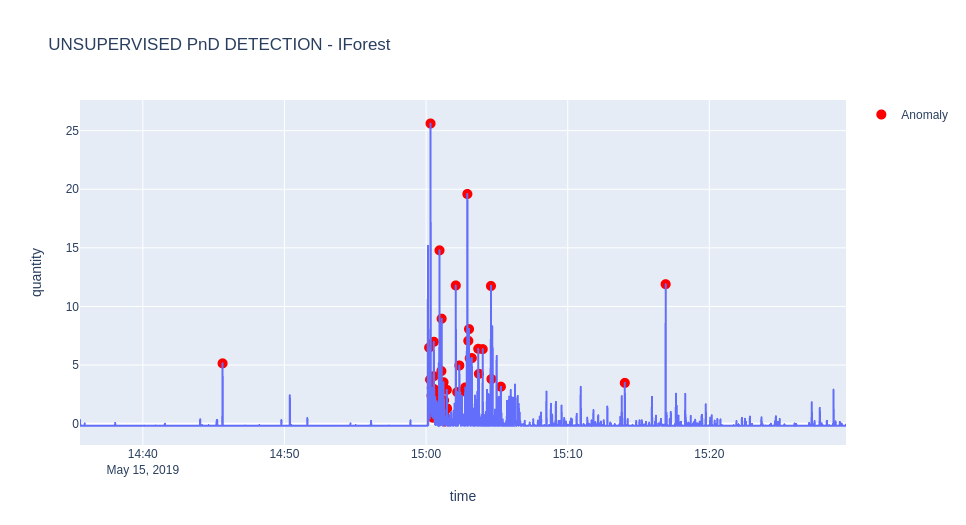 UNSUPERVISED PnD DETECTION - IForest
Anomaly
25
20
15
10
5
0
quantity
14:40
May 15, 2019
14:50
15:00
15:10
15:20
time